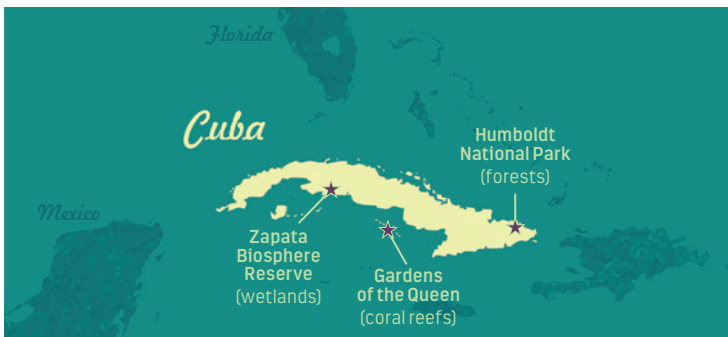 Florida
Cuba
Humboldt
National Park
(forests)
Mexico
Zapata
Biosphere
Reserve
(wetlands)
Gardens
of the Queen
(coral reefs)